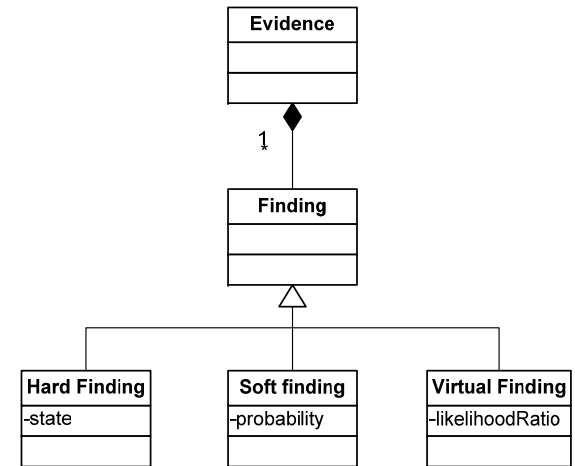 Evidence
1
*
Finding
Hard Finding
Soft finding
Virtual Finding
-state
-probability
-likelihoodRatio